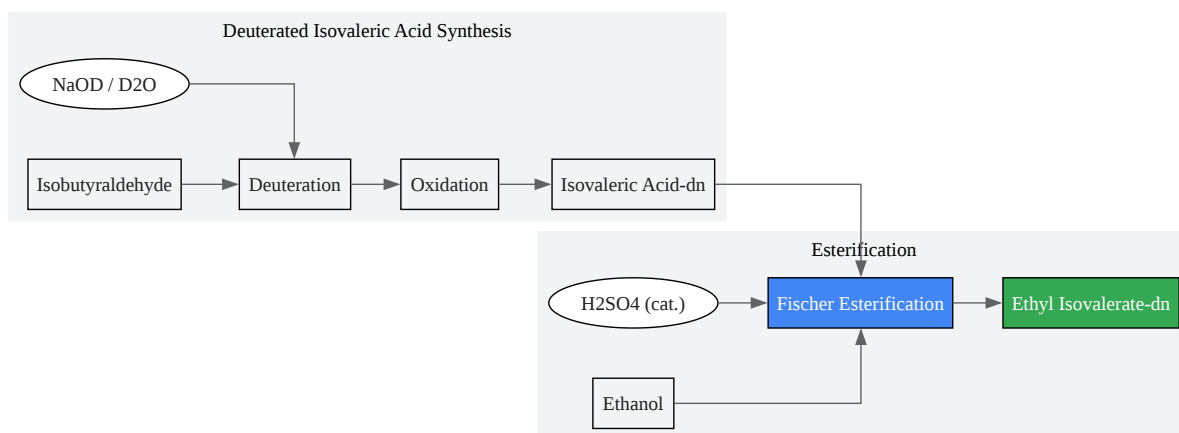 Deuterated Isovaleric Acid Synthesis
NaOD / D2O
Isobutyraldehyde
Deuteration
Oxidation
Isovaleric Acid-dn
Esterification
H2SO4 (cat.)
Fischer Esterification
Ethyl Isovalerate-dn
Ethanol